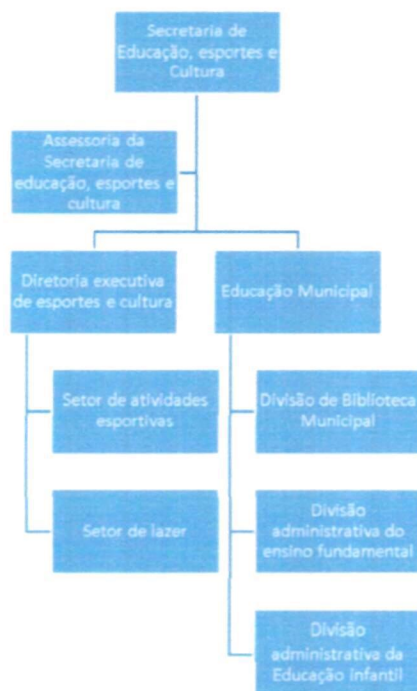 Secretaria de
Educação, esportes e
Cultura
Assessoria da
Secretaria de
educação, esportes e
cultura
Diretoria executiva
de esportes e cultura
Educação Municipal
Setor de atividades
esportivas
Divisão de Biblioteca
Municipal
Setor de lazer
Divisão
administrativa do
ensino fundamental
Divisão
administrativa da
Educação infantil